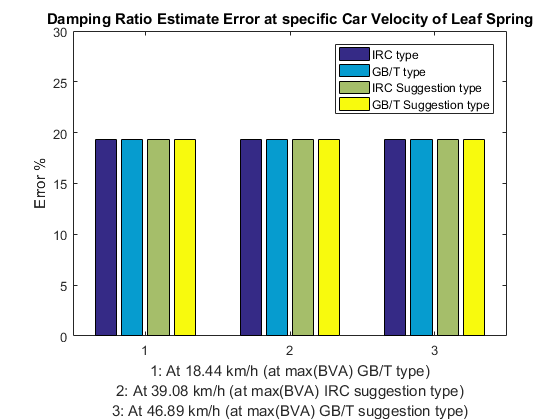 Damping Ratio Estimate Error at specific Car Velocity of Leaf Spring
30
25
20
15
10
5
0
Error %
IRC type
GB/T type
IRC Suggestion type
GB/T Suggestion type
1 2 3
1: At 18.44 km/h (at max(BVA) GB/T type)
2: At 39.08 km/h (at max(BVA) IRC suggestion type)
3: At 46.89 km/h (at max(BVA) GB/T suggestion type)